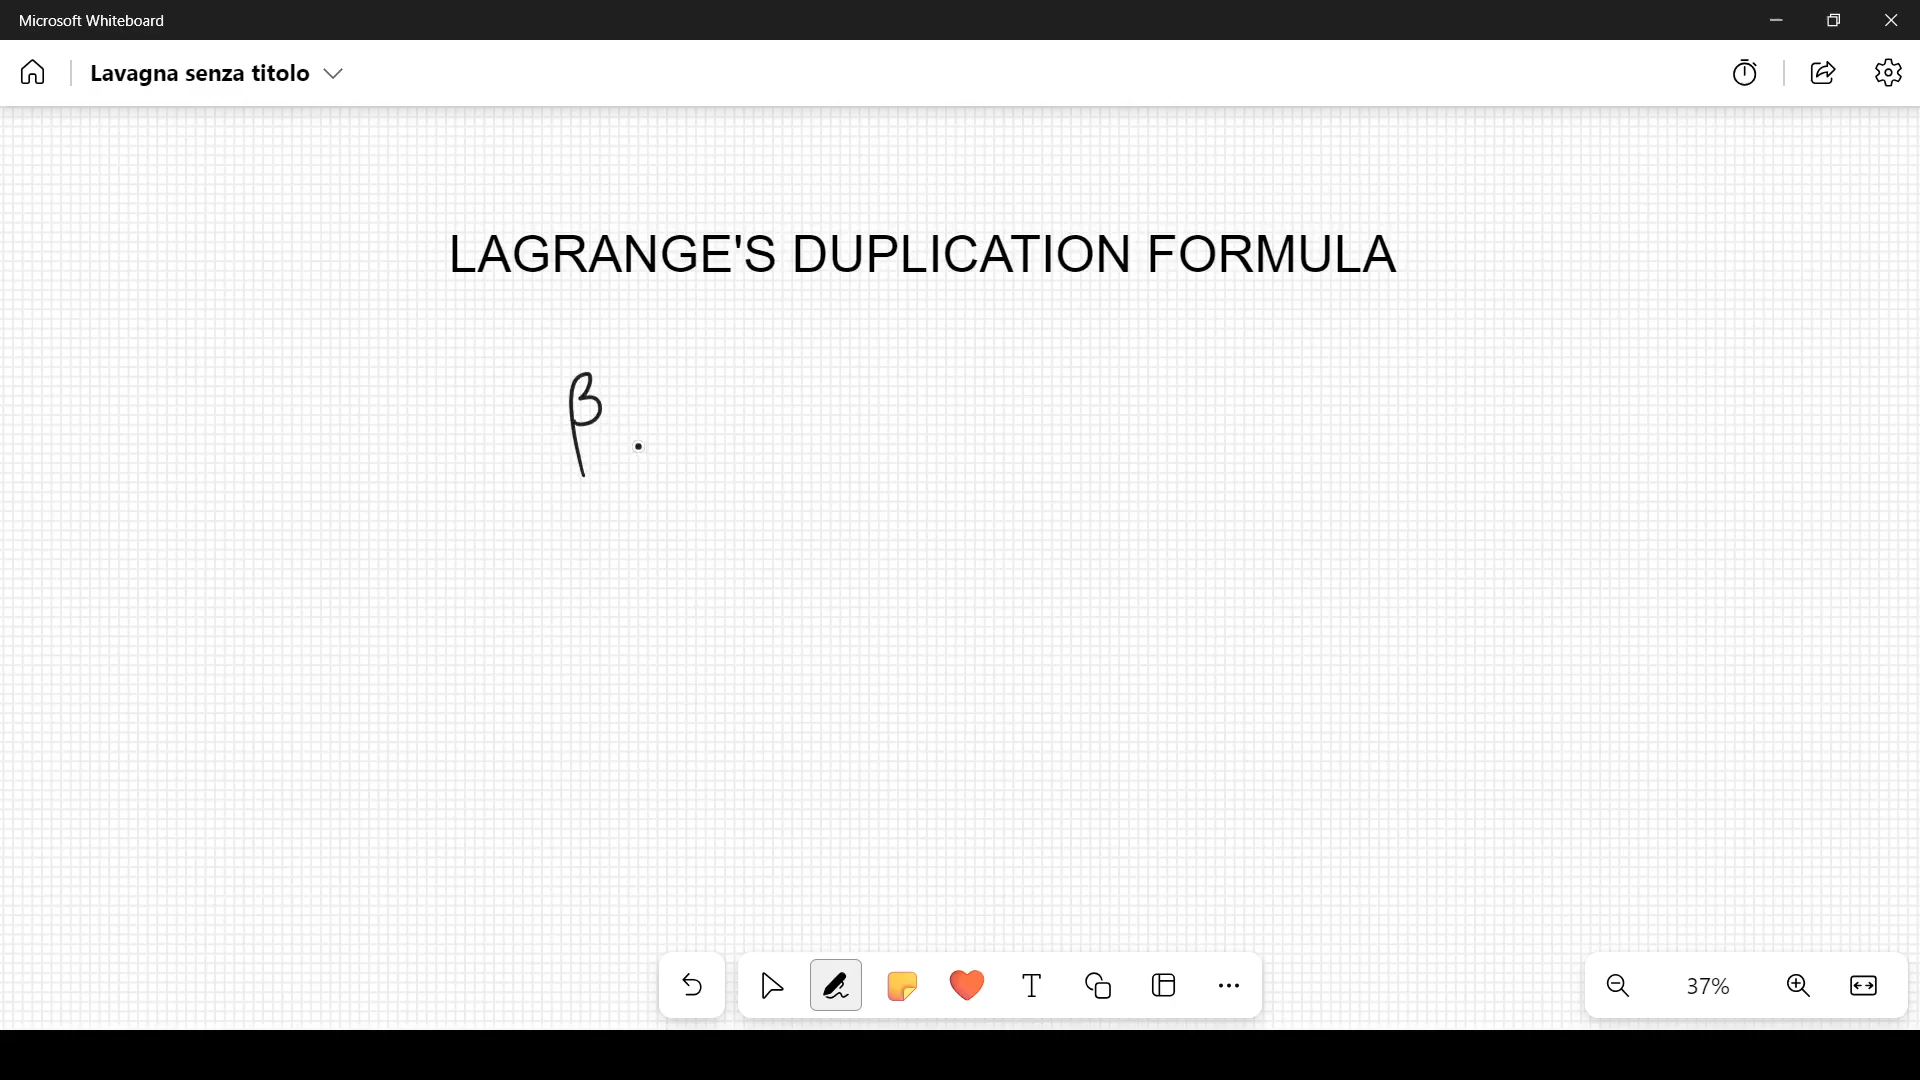 Microsoft Whiteboard
Lavagna senza titolo
LAGRANGE'S DUPLICATION FORMULA
β
37%